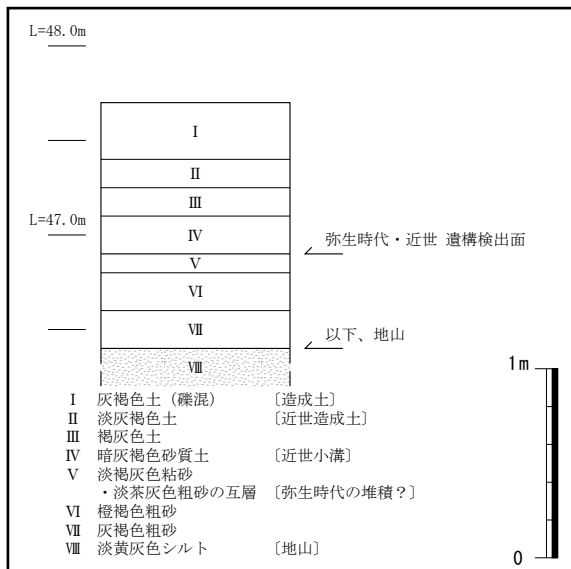 L=48.0m
Ⅰ
Ⅱ
Ⅲ
L=47.0m
Ⅳ
弥生時代・近世 遺構検出面
Ⅴ
Ⅵ
Ⅶ
以下、地山
Ⅷ
1m
0
Ⅰ 灰褐色土（礫混） 〔造成土〕
Ⅱ 淡灰褐色土 〔近世造成土〕
Ⅲ 褐灰色土
Ⅳ 暗灰褐色砂質土 〔近世小溝〕
Ⅴ 淡褐灰色粘砂
・淡茶灰色粗砂の互層 〔弥生時代の堆積？〕
Ⅵ 橙褐色粗砂
Ⅶ 灰褐色粗砂
Ⅷ 淡黄灰色シルト 〔地山〕